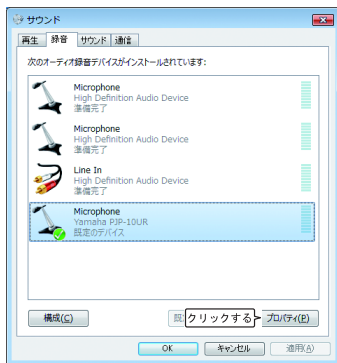 サウンド
再生 録音 サウンド 通信
次のオーディオ録音デバイスがインストールされています:
Microphone
High Definition Audio Device
準備完了
Microphone
High Definition Audio Device
準備完了
Line In
High Definition Audio Device
準備完了
Microphone
Yamaha PJP-10UR
既定のデバイス
構成(C) 既 クリックする プロパティ(P)
OK キャンセル 適用(A)